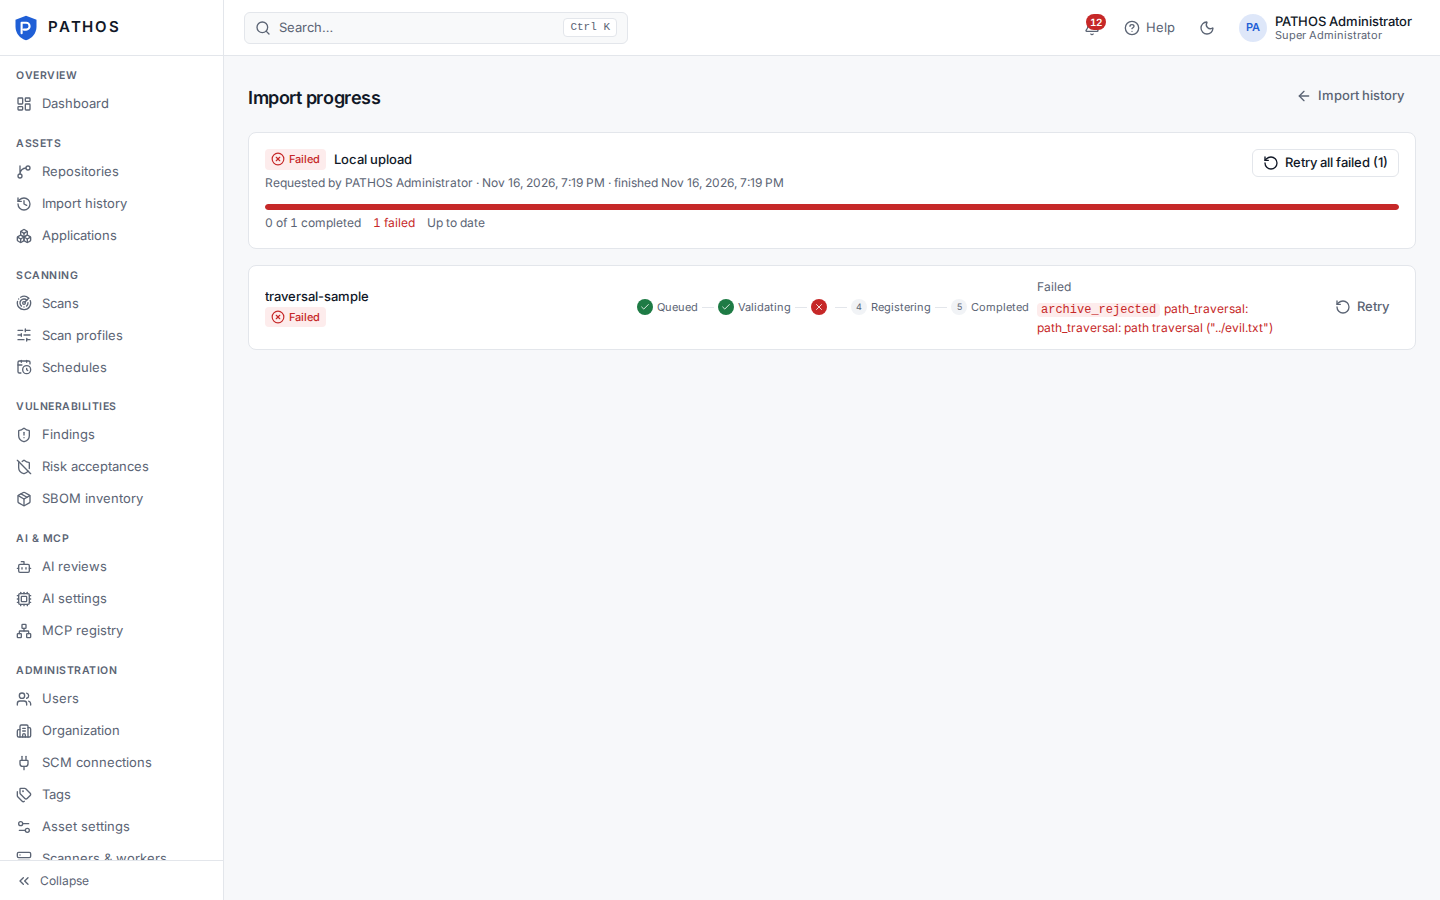 PATHOS
Search...
Ctrl K
12
Help
PA
PATHOS Administrator
Super Administrator
OVERVIEW
Dashboard
ASSETS
Repositories
Import history
Applications
SCANNING
Scans
Scan profiles
Schedules
VULNERABILITIES
Findings
Risk acceptances
SBOM inventory
AI & MCP
AI reviews
AI settings
MCP registry
ADMINISTRATION
Users
Organization
SCM connections
Tags
Asset settings
Scanners & workers
Collapse
Import progress
Import history
Failed
Local upload
Retry all failed (1)
Requested by PATHOS Administrator · Nov 16, 2026, 7:19 PM · finished Nov 16, 2026, 7:19 PM
0 of 1 completed 1 failed Up to date
traversal-sample
Failed
Queued
Validating
4 Registering
5 Completed
Failed
archive_rejected path_traversal:
path_traversal: path traversal ("../evil.txt")
Retry